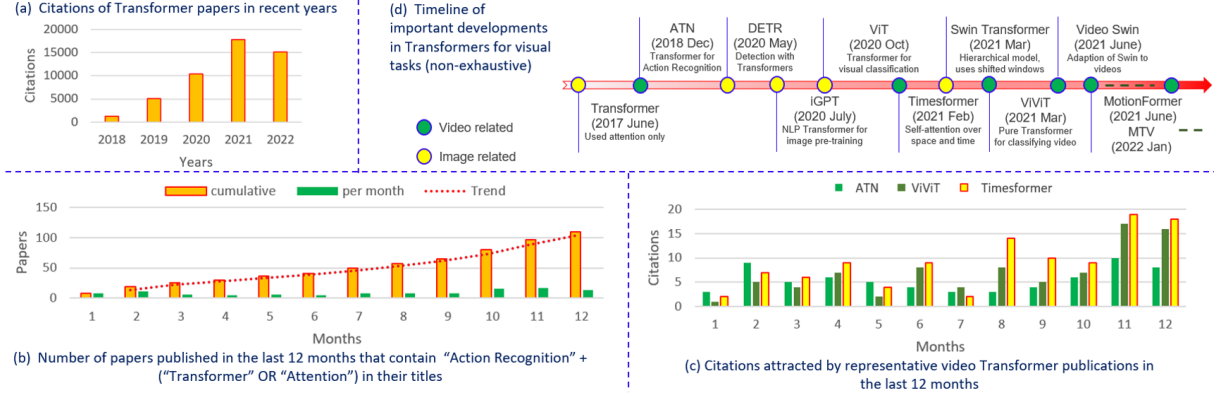 (a) Citations of Transformer papers in recent years
20000
15000
10000
5000
0
Citations
2018 2019 2020 2021 2022
Years
(d) Timeline of
important developments
in Transformers for visual
tasks (non-exhaustive)
Video related
Image related
ATN
(2018 Dec)
Transformer for
Action Recognition
DETR
(2020 May)
Detection with
Transformers
ViT
(2020 Oct)
Transformer for
visual classification
Swin Transformer
(2021 Mar)
Hierarchical model,
uses shifted windows
Video Swin
(2021 June)
Adaption of Swin to
videos
Transformer
(2017 June)
Used attention only
iGPT
(2020 July)
NLP Transformer for
image pre-training
Timesformer
(2021 Feb)
Self-attention over
space and time
ViViT
(2021 Mar)
Pure Transformer
for classifying video
MotionFormer
(2021 June)
MTV
(2022 Jan)
cumulative per month Trend
150
100
50
0
Papers
1 2 3 4 5 6 7 8 9 10 11 12
Months
(b) Number of papers published in the last 12 months that contain “Action Recognition” +
(“Transformer” OR “Attention”) in their titles
ATN ViViT Timesformer
20
15
10
5
0
Citations
1 2 3 4 5 6 7 8 9 10 11 12
Months
(c) Citations attracted by representative video Transformer publications in
the last 12 months